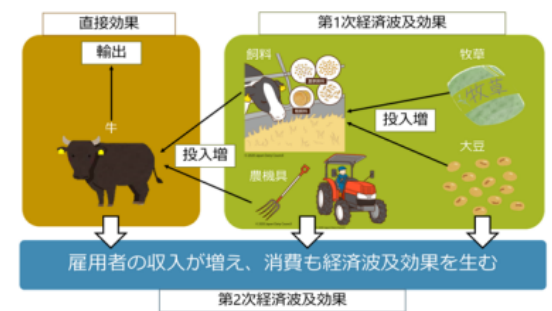 直接効果
第1次経済波及効果
輸出
飼料
牧草
牧草
牛
投入増
投入増
大豆
農機具
雇用者の収入が増え、消費も経済波及効果を生む
第2次経済波及効果